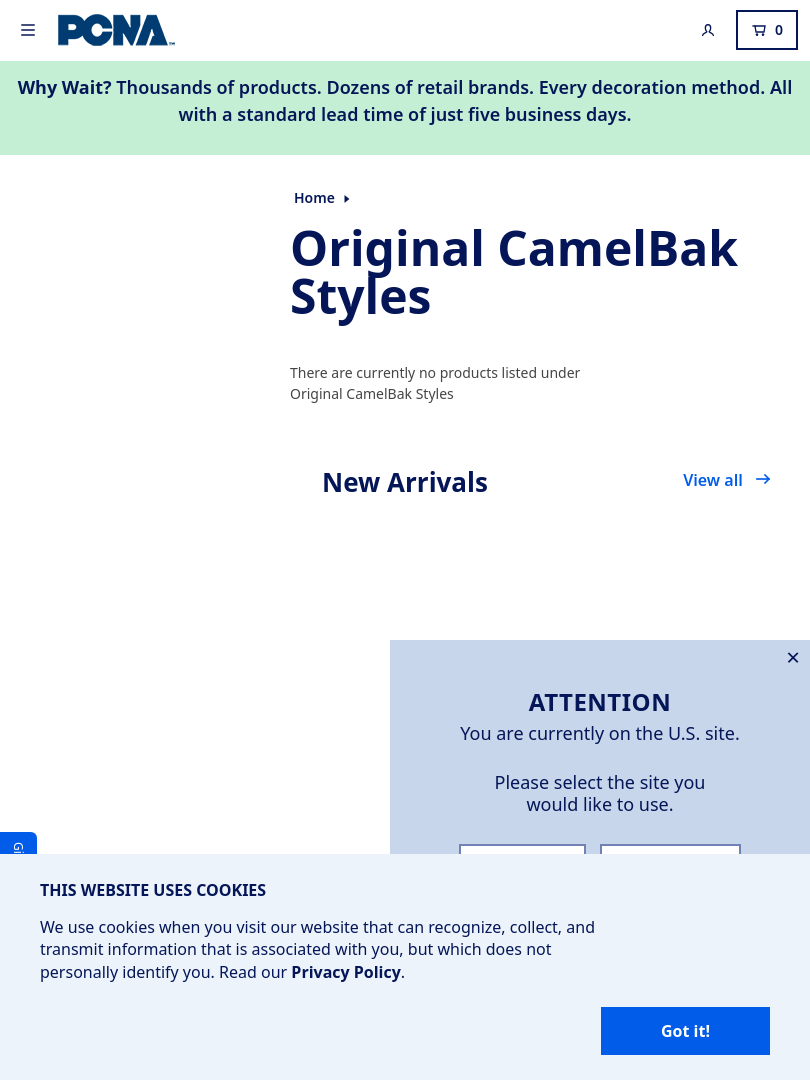 PCNA
0
Why Wait? Thousands of products. Dozens of retail brands. Every decoration method. All
with a standard lead time of just five business days.
Home
Original CamelBak
Styles
There are currently no products listed under
Original CamelBak Styles
New Arrivals
View all
ATTENTION
You are currently on the U.S. site.
Please select the site you
would like to use.
THIS WEBSITE USES COOKIES
We use cookies when you visit our website that can recognize, collect, and
transmit information that is associated with you, but which does not
personally identify you. Read our Privacy Policy.
Got it!